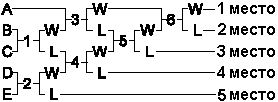 A 3 W 6 W 1 место
B W L W L 2 место
C 1 L 5 L 3 место
D W 4 W L 4 место
E 2 L 5 место